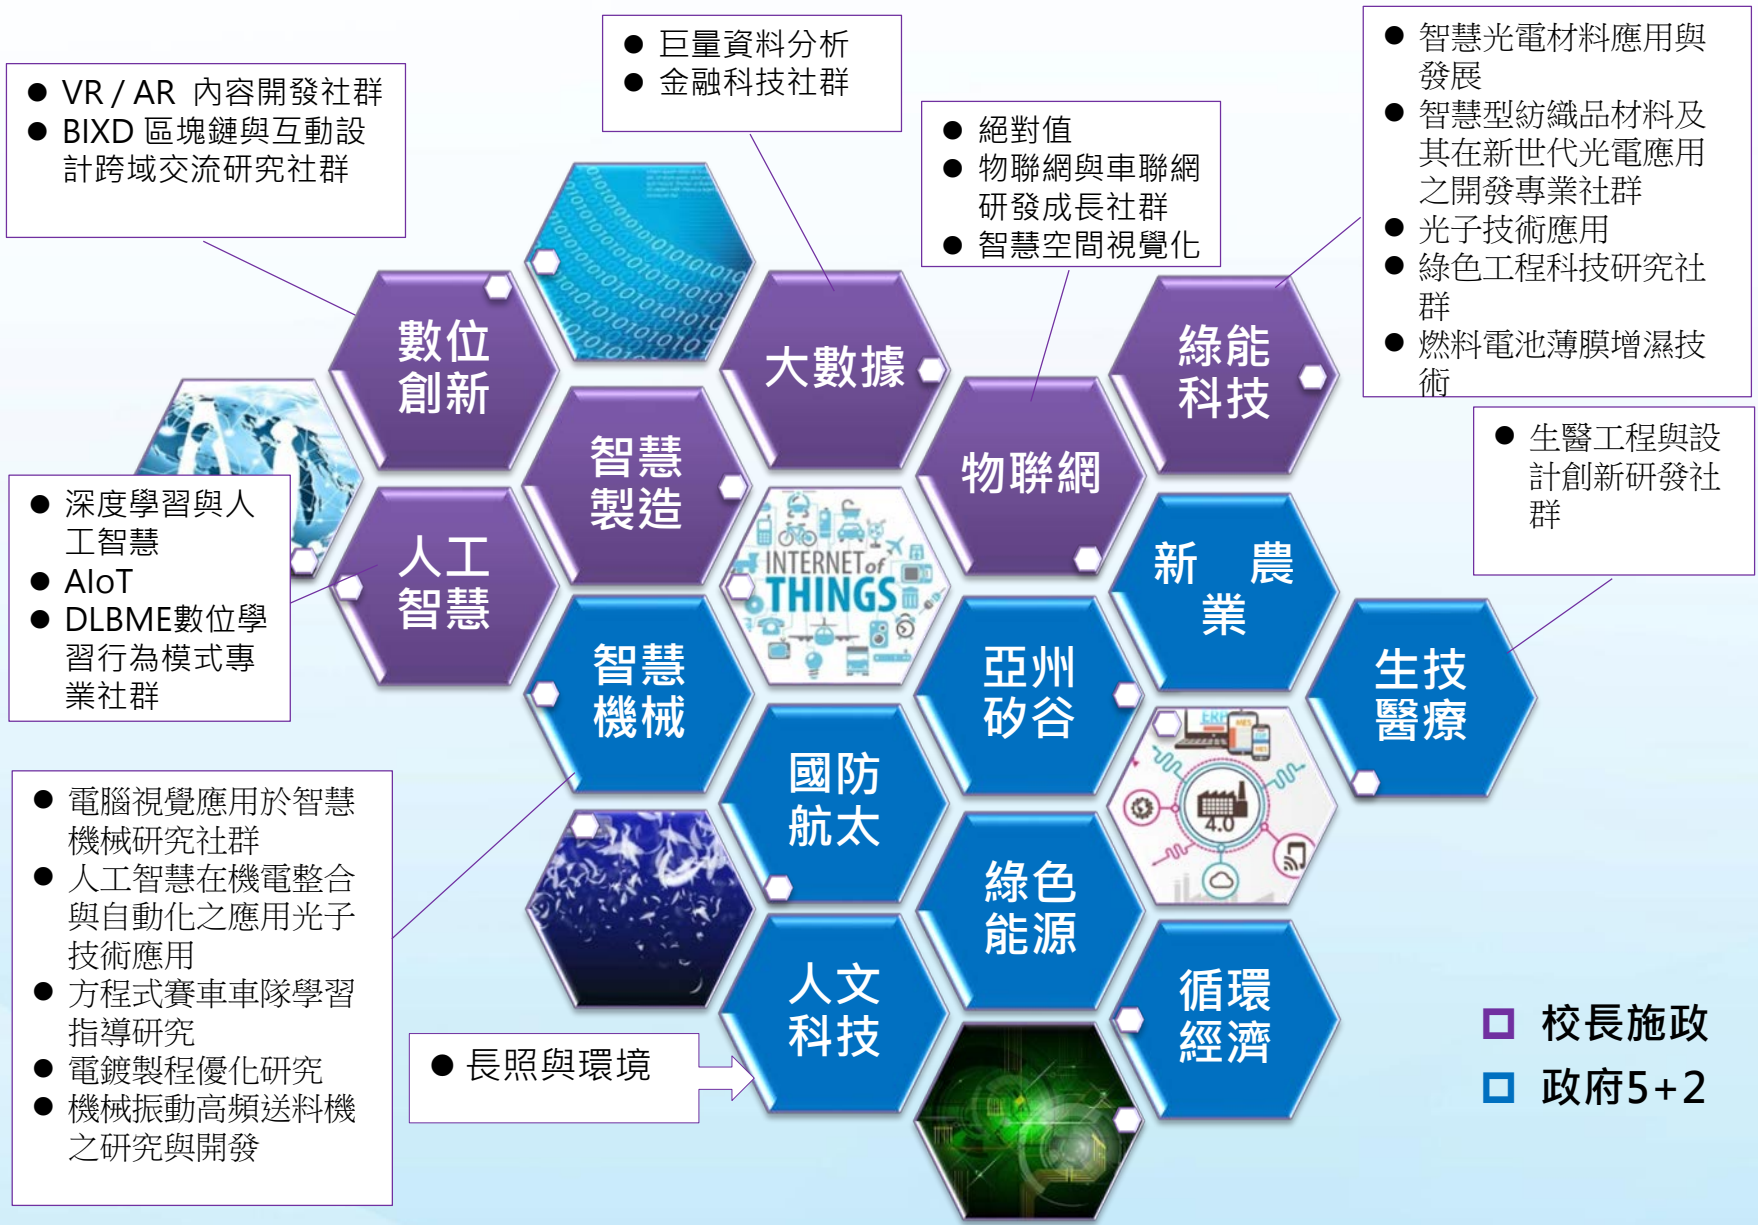 ● VR / AR 內容開發社群
● BIXD 區塊鏈與互動設
計跨域交流研究社群
● 巨量資料分析
● 金融科技社群
● 絕對值
● 物聯網與車聯網
研發成長社群
● 智慧空間視覺化
● 智慧光電材料應用與
發展
● 智慧型紡織品材料及
其在新世代光電應用
之開發專業社群
● 光子技術應用
● 綠色工程科技研究社
群
● 燃料電池薄膜增濕技
術
● 生醫工程與設
計創新研發社
群
數位
創新
大數據
綠能
科技
智慧
製造
物聯網
● 深度學習與人
工智慧
● AIoT
● DLBME數位學
習行為模式專
業社群
人工
智慧
INTERNET of
THINGS
新 農
業
智慧
機械
亞州
矽谷
生技
醫療
ERP
MES
4.0
國防
航太
綠色
能源
● 電腦視覺應用於智慧
機械研究社群
● 人工智慧在機電整合
與自動化之應用光子
技術應用
● 方程式賽車車隊學習
指導研究
● 電鍍製程優化研究
● 機械振動高頻送料機
之研究與開發
人文
科技
循環
經濟
● 長照與環境
校長施政
政府5+2